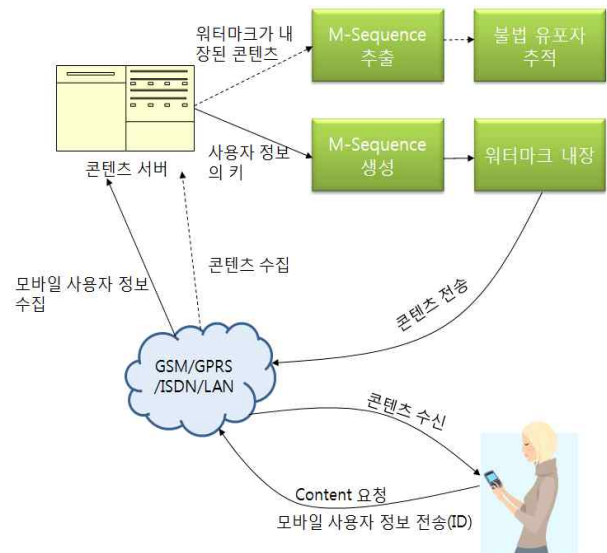 워터마크가 내
장된 콘텐츠
M-Sequence
추출
불법 유포자
추적
콘텐츠 서버
사용자 정보
의 키
M-Sequence
생성
워터마크 내장
모바일 사용자 정보
수집
콘텐츠 수집
콘텐츠 전송
GSM/GPRS
/ISDN/LAN
콘텐츠 수신
Content 요청
모바일 사용자 정보 전송(ID)